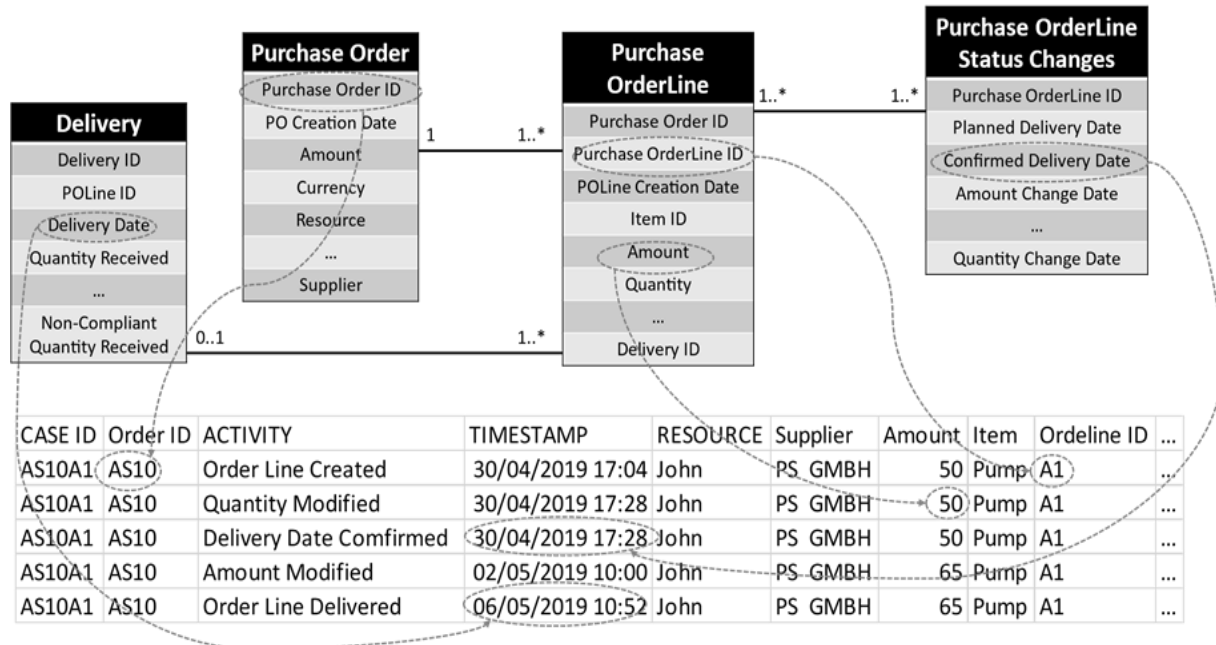 Purchase Order
Purchase Order ID
PO Creation Date
Amount
Currency
Resource
...
Supplier
Purchase
OrderLine
Purchase Order ID
Purchase OrderLine ID
POLine Creation Date
Item ID
Amount
Quantity
...
Delivery ID
Purchase OrderLine
Status Changes
Purchase OrderLine ID
Planned Delivery Date
Confirmed Delivery Date
Amount Change Date
...
Quantity Change Date
Delivery
Delivery ID
POLine ID
Delivery Date
Quantity Received
...
Non-Compliant
Quantity Received
1 1..*
1..* 1..*
0..1 1..*
CASE ID Order ID ACTIVITY TIMESTAMP RESOURCE Supplier Amount Item Ordeline ID ...
AS10A1 AS10 Order Line Created 30/04/2019 17:04 John PS GMBH 50 Pump A1 ...
AS10A1 AS10 Quantity Modified 30/04/2019 17:28 John PS GMBH 50 Pump A1 ...
AS10A1 AS10 Delivery Date Comfirmed 30/04/2019 17:28 John PS GMBH 50 Pump A1 ...
AS10A1 AS10 Amount Modified 02/05/2019 10:00 John PS GMBH 65 Pump A1 ...
AS10A1 AS10 Order Line Delivered 06/05/2019 10:52 John PS GMBH 65 Pump A1 ...